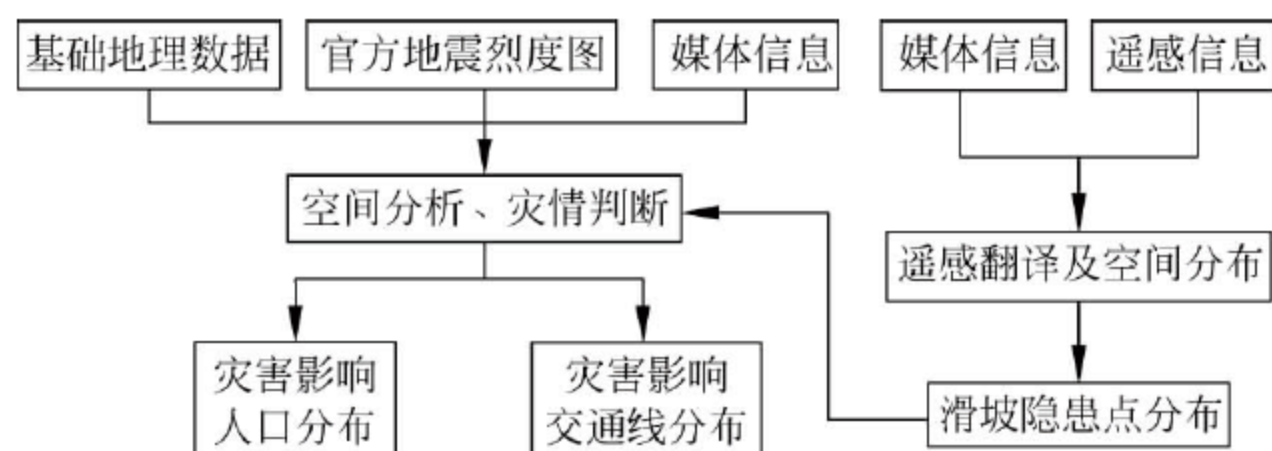 基础地理数据
官方地震烈度图
媒体信息
媒体信息
遥感信息
空间分析、灾情判断
遥感翻译及空间分布
灾害影响
人口分布
灾害影响
交通线分布
滑坡隐患点分布